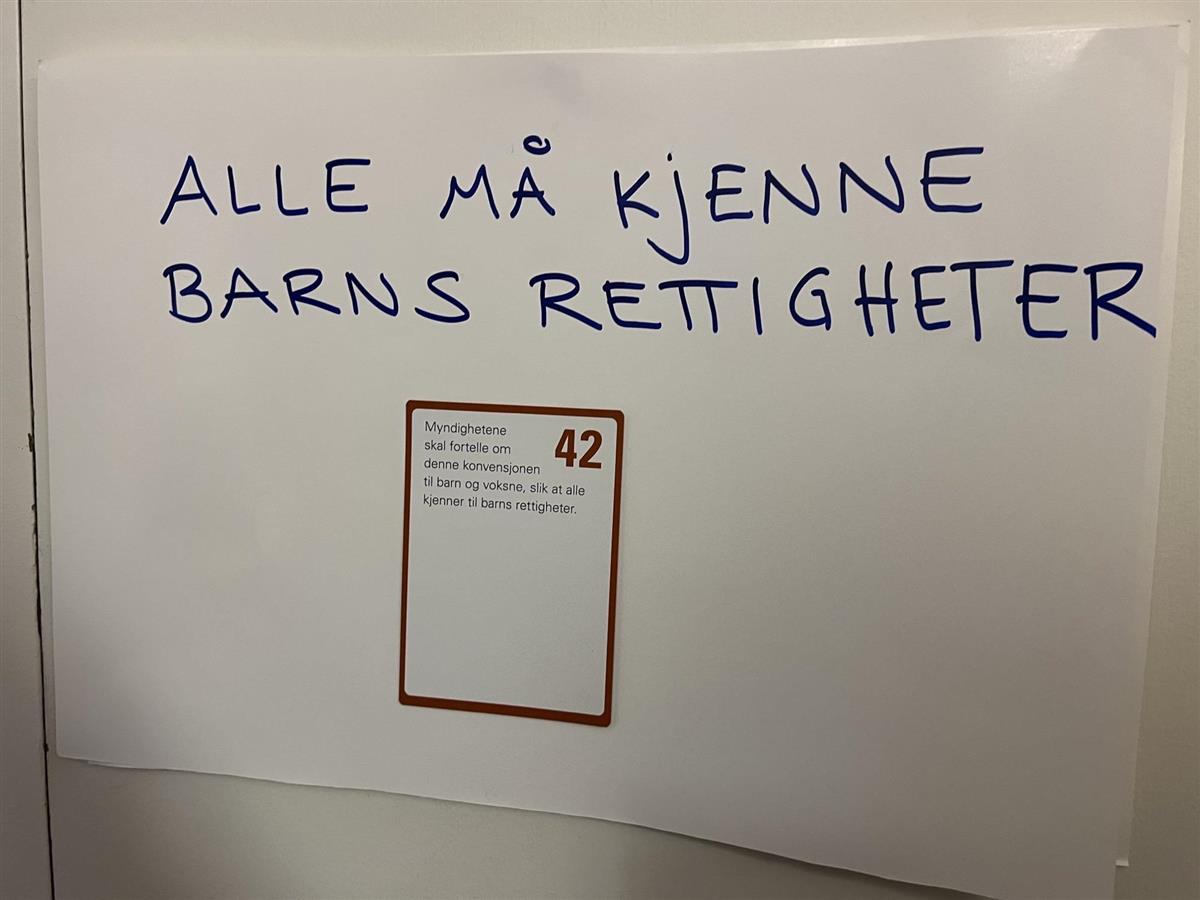 ALLE MÅ KJENNE
BARNS RETTIGHETER
42
Myndighetene
skal fortelle om
denne konvensjonen
til barn og voksne, slik at alle
kjenner til barns rettigheter.